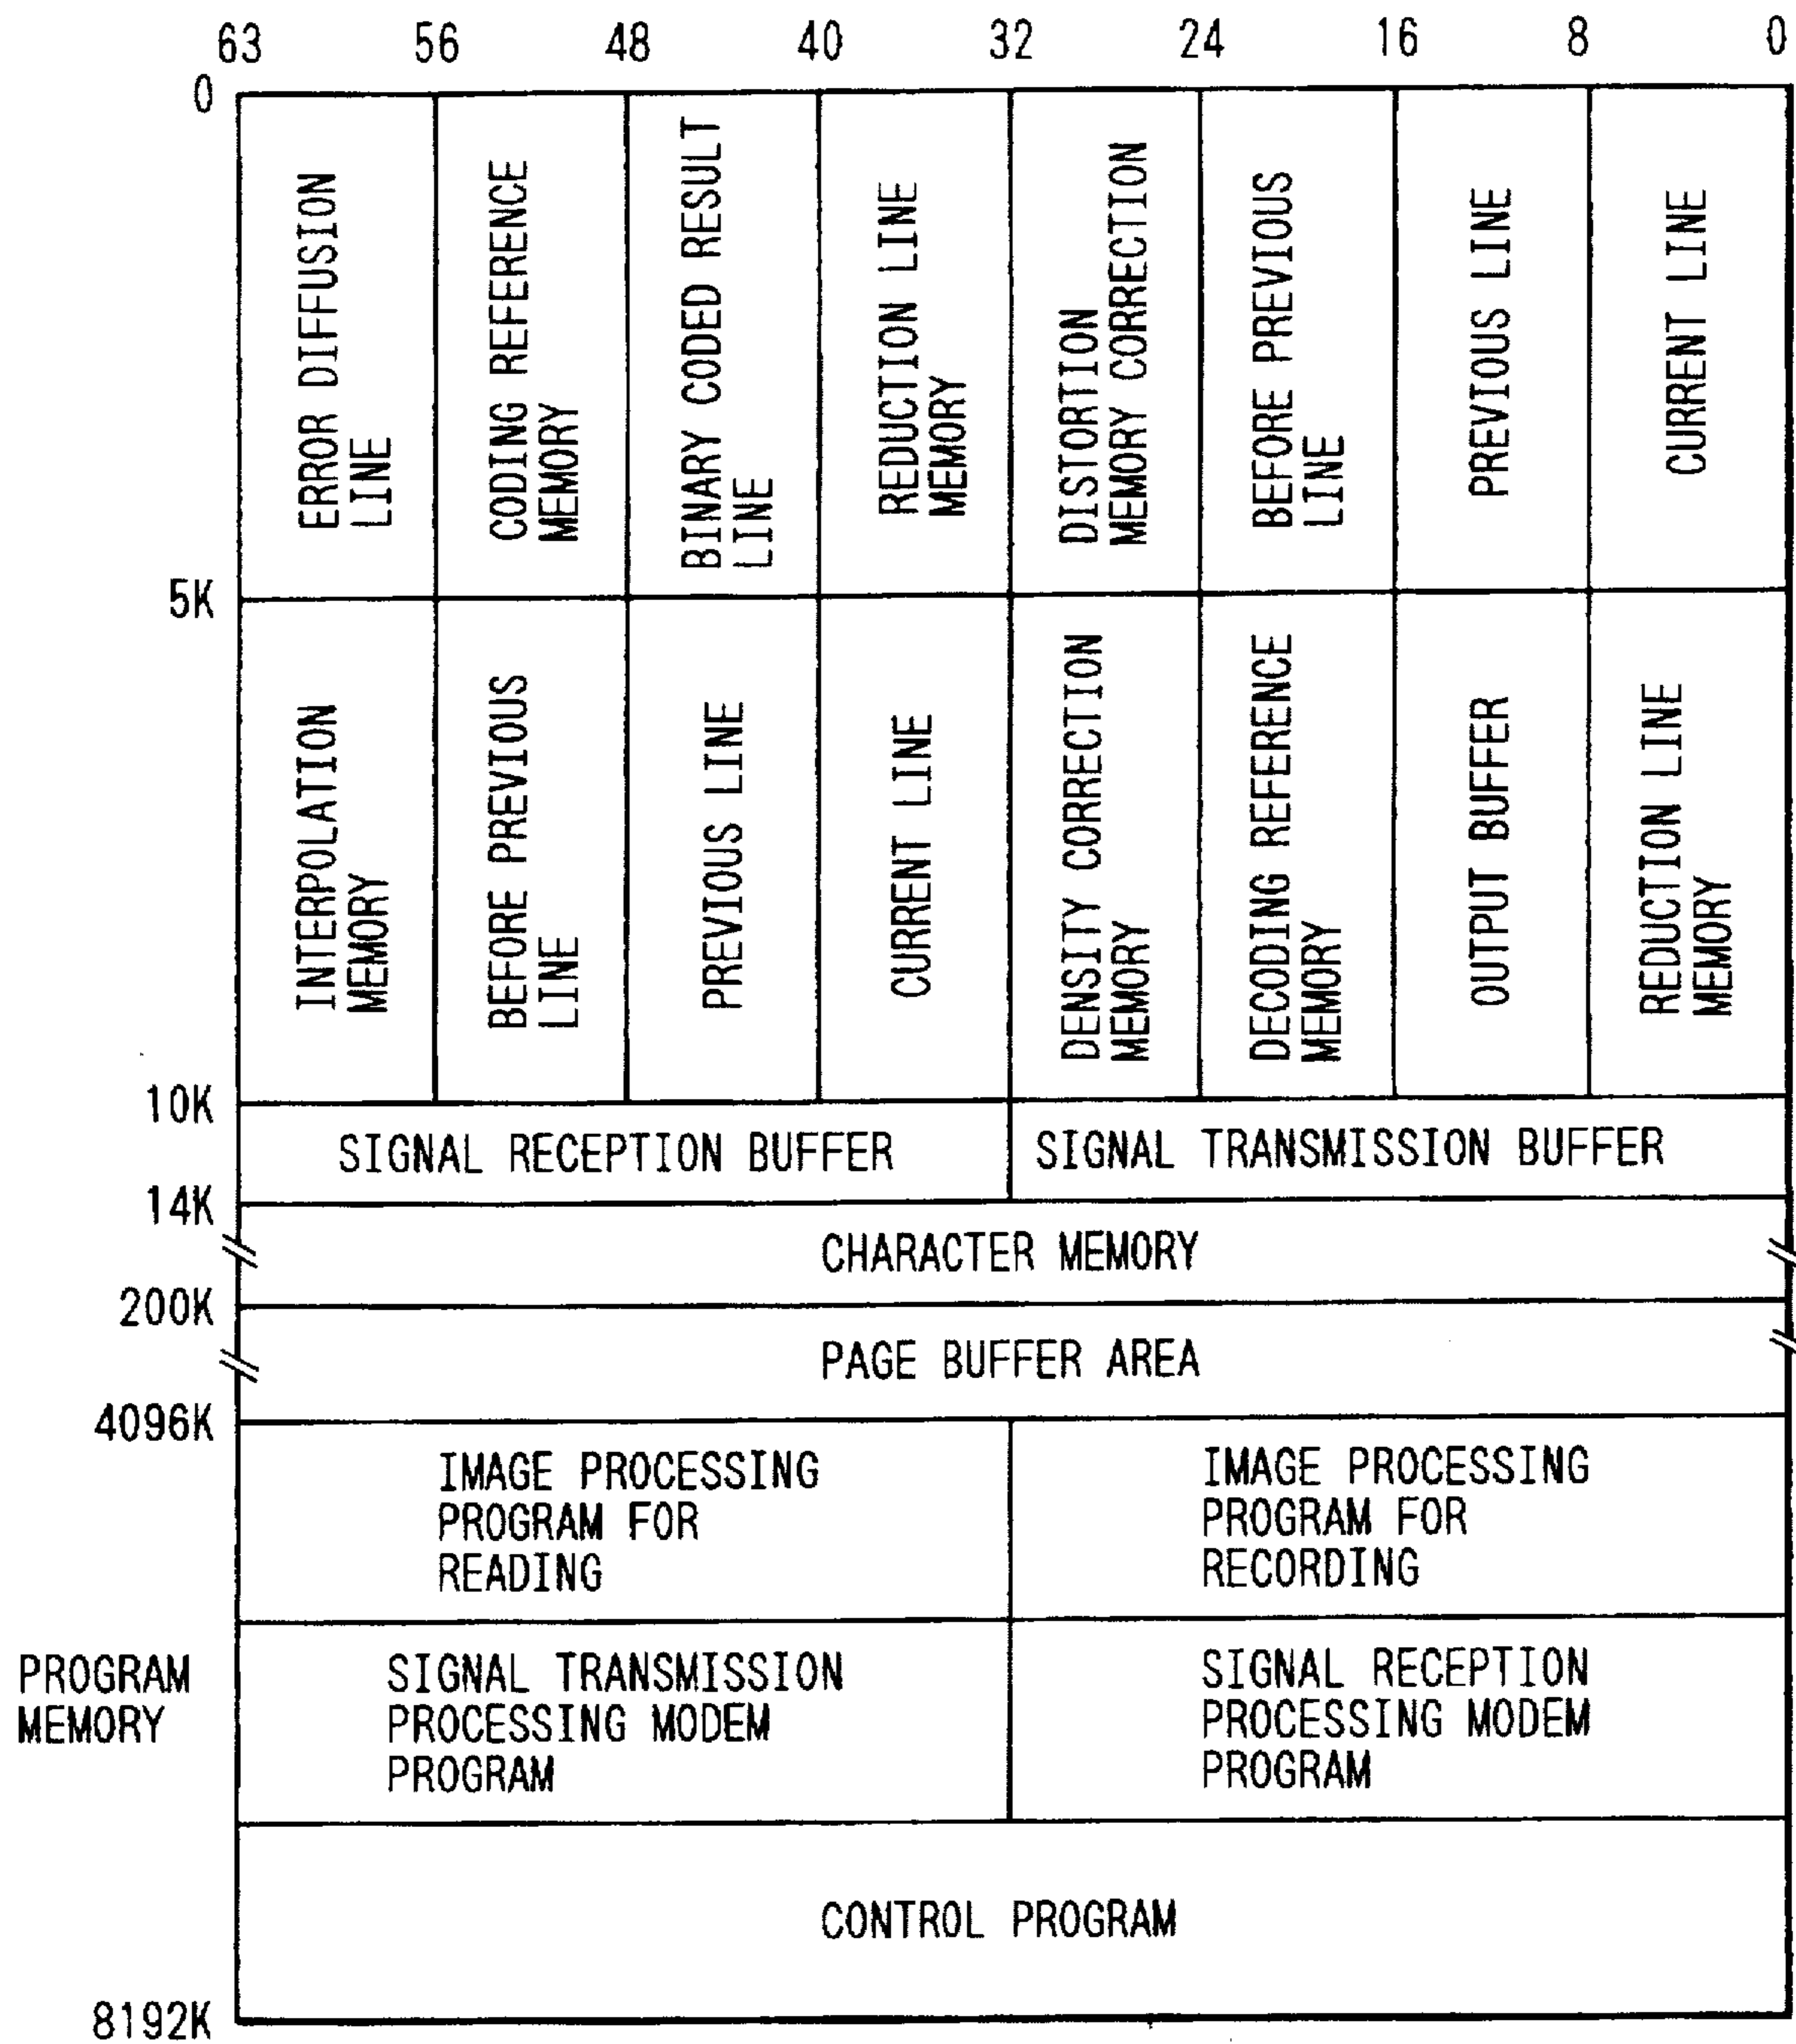 63 56 48 40 32 24 16 8 0
0
ERROR DIFFUSION
LINE
CODING REFERENCE
MEMORY
BINARY CODED RESULT
LINE
REDUCTION LINE
MEMORY
DISTORTION
MEMORY CORRECTION
BEFORE PREVIOUS
LINE
PREVIOUS LINE
CURRENT LINE
5K
INTERPOLATION
MEMORY
BEFORE PREVIOUS
LINE
PREVIOUS LINE
CURRENT LINE
DENSITY CORRECTION
MEMORY
DECODING REFERENCE
MEMORY
OUTPUT BUFFER
REDUCTION LINE
MEMORY
10K
SIGNAL RECEPTION BUFFER
SIGNAL TRANSMISSION BUFFER
14K
CHARACTER MEMORY
200K
PAGE BUFFER AREA
4096K
IMAGE PROCESSING
PROGRAM FOR
READING
IMAGE PROCESSING
PROGRAM FOR
RECORDING
PROGRAM
MEMORY
SIGNAL TRANSMISSION
PROCESSING MODEM
PROGRAM
SIGNAL RECEPTION
PROCESSING MODEM
PROGRAM
CONTROL PROGRAM
8192K